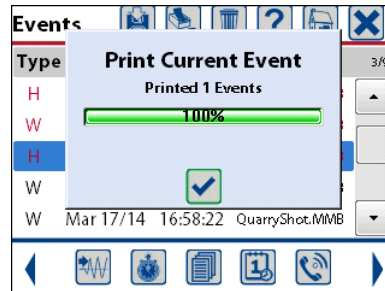 Events
?
Type
3/9
Print Current Event
Printed 1 Events
100%
H
W
H
W
W Mar 17/14 16:58:22 QuarryShot.MMB
1